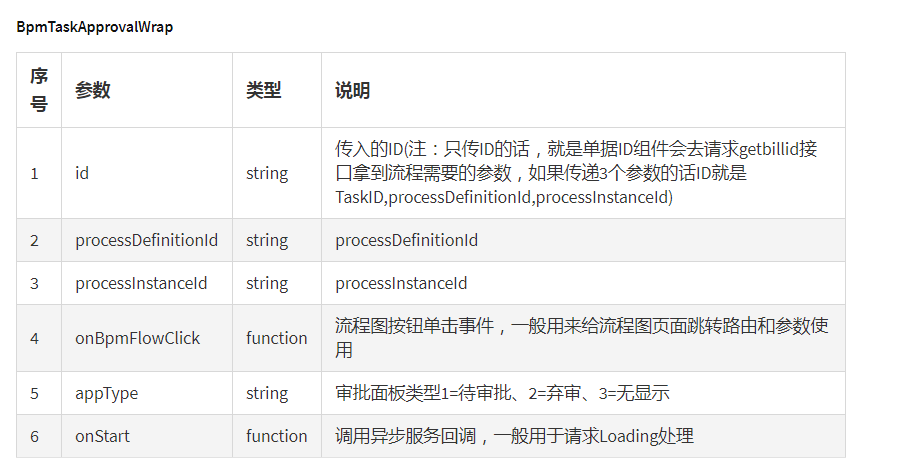 BpmTaskApprovalWrap
序
号 参数 类型 说明
1 id string 传入的ID(注：只传ID的话，就是单据ID组件会去请求getbillid接
口拿到流程需要的参数，如果传递3个参数的话ID就是
TaskID,processDefinitionId,processInstanceId)
2 processDefinitionId string processDefinitionId
3 processInstanceId string processInstanceId
4 onBpmFlowClick function 流程图按钮单击事件，一般用来给流程图页面跳转路由和参数使
用
5 appType string 审批面板类型1=待审批、2=弃审、3=无显示
6 onStart function 调用异步服务回调，一般用于请求Loading处理